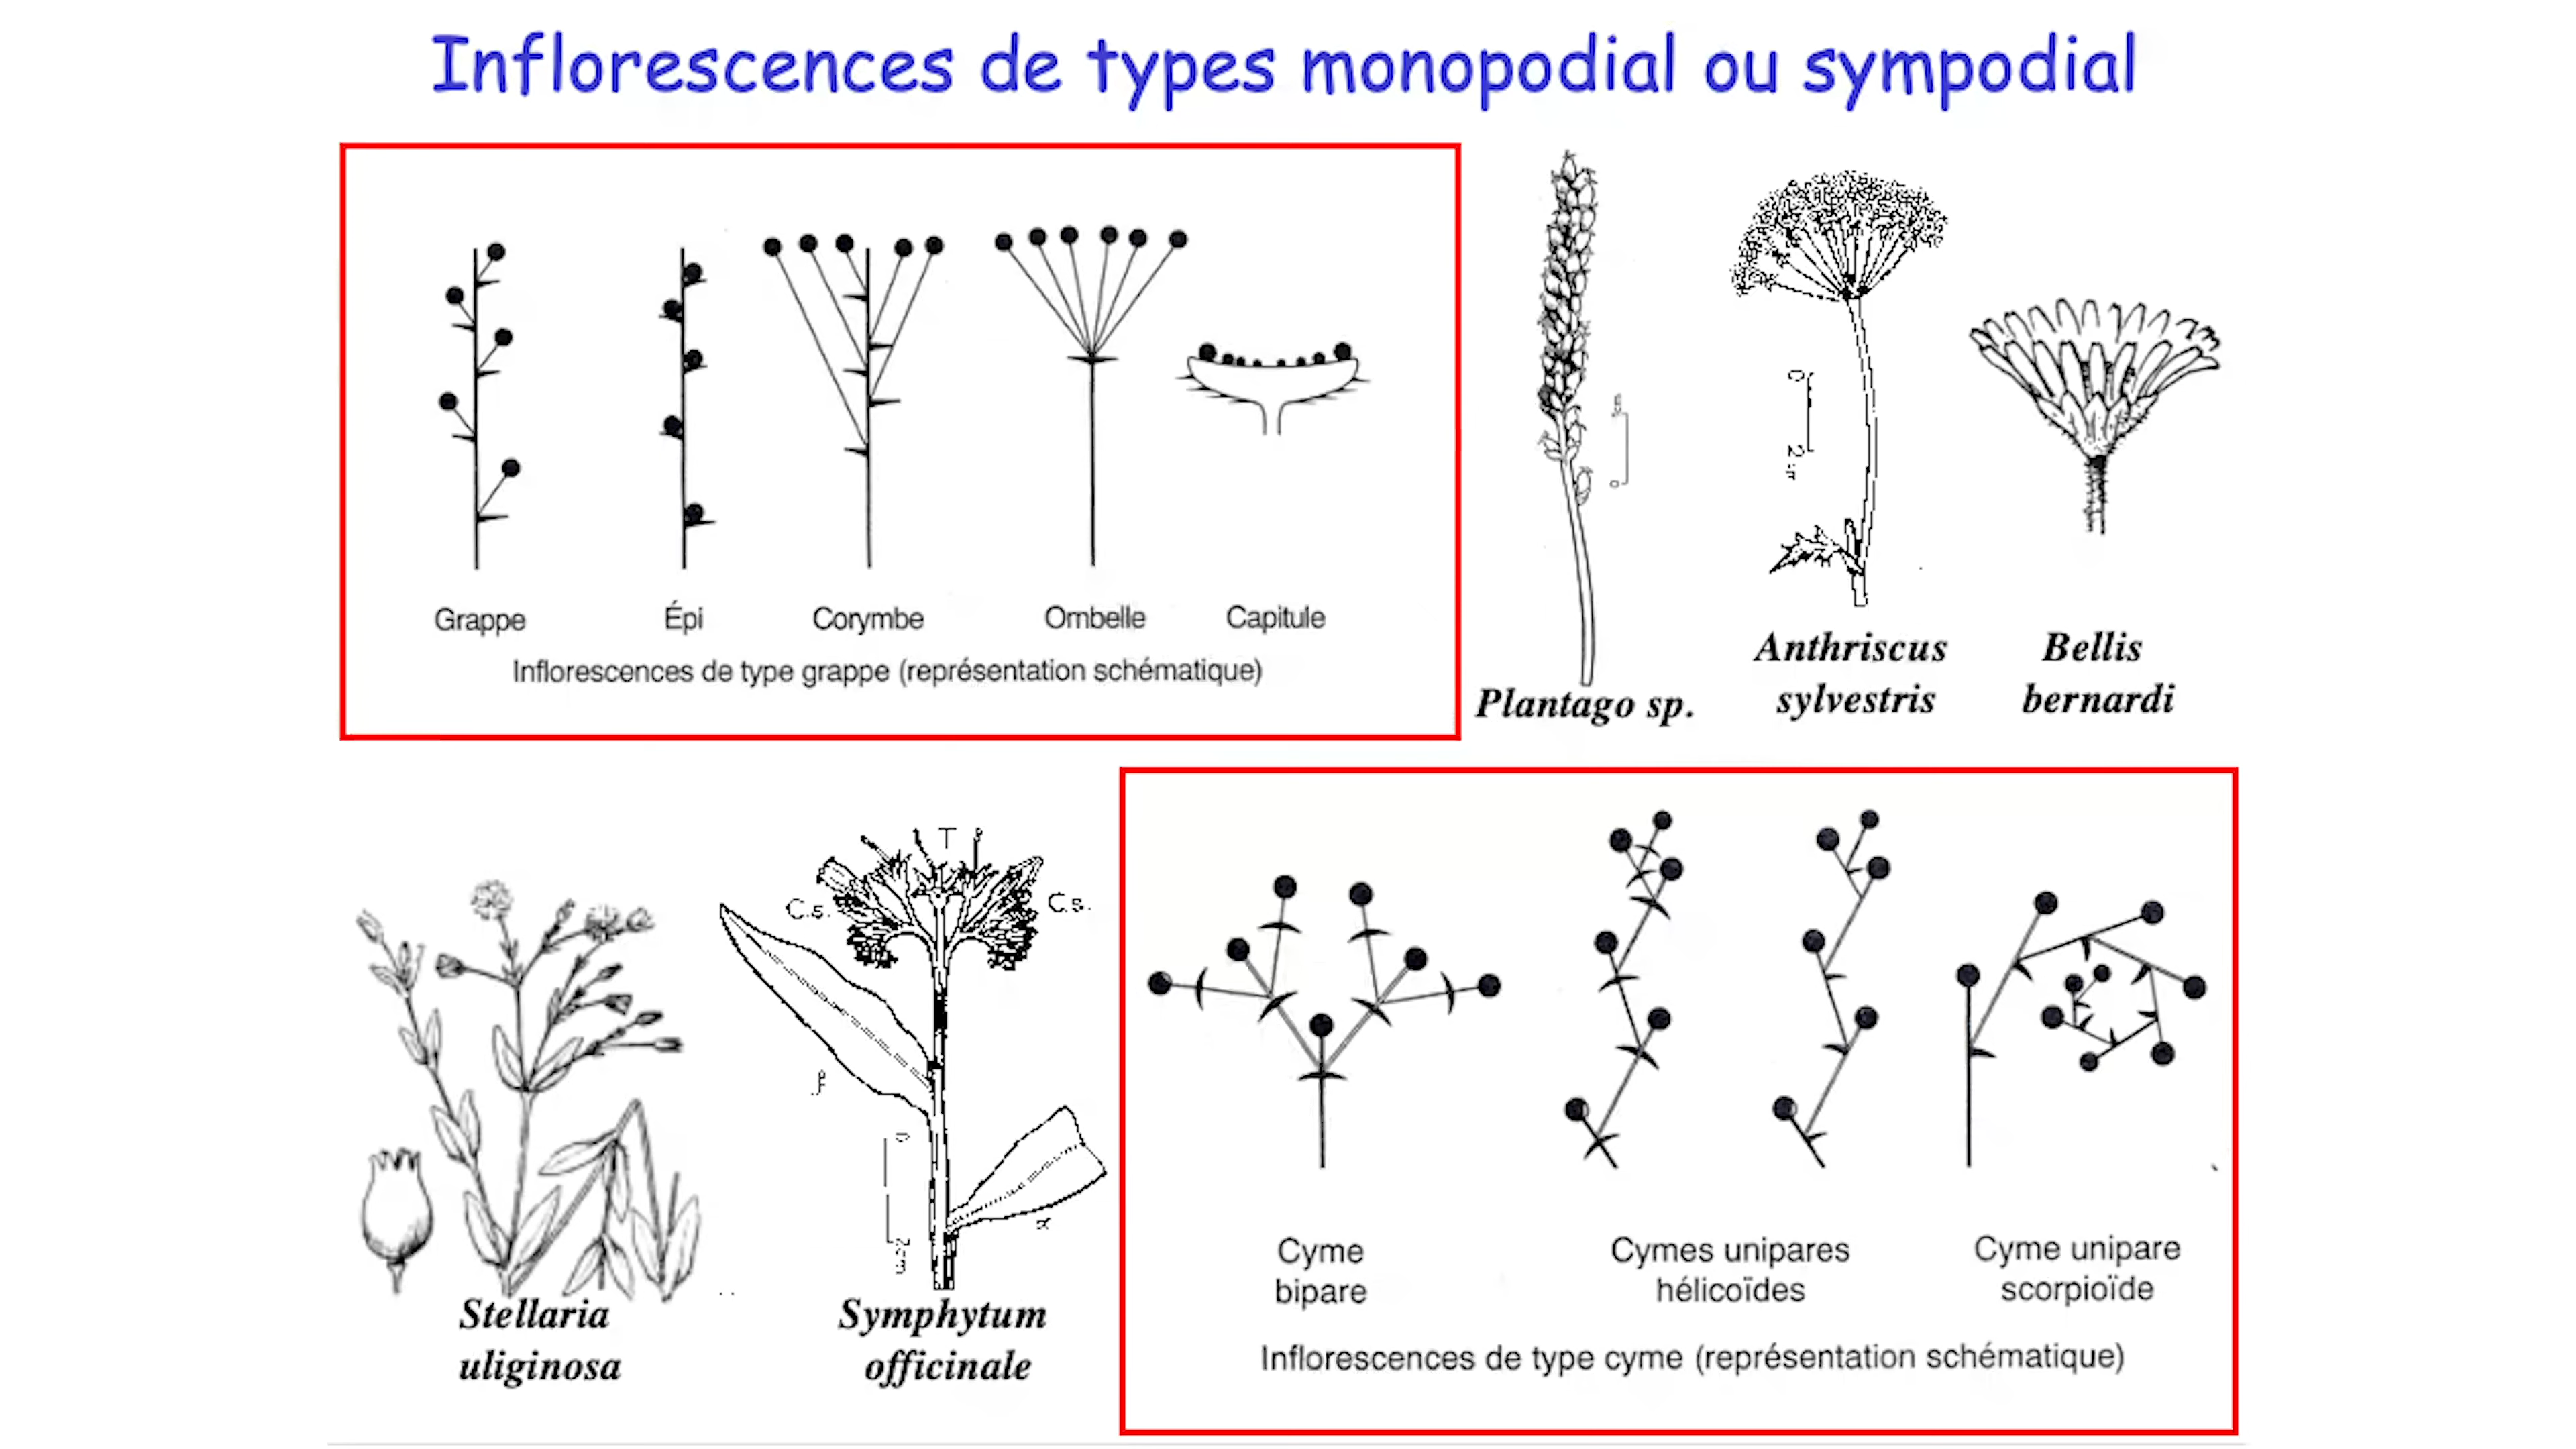 Inflorescences de types monopodial ou sympodial
Grappe
Épi
Corymbe
Ombelle
Capitule
Inflorescences de type grappe (représentation schématique)
Plantago sp.
Anthriscus
sylvestris
Bellis
bernardi
Stellaria
uliginosa
T
C.s.
C.s.
Symphytum
officinale
Cyme
bipare
Cymes unipares
hélicoïdes
Cyme unipare
scorpioïde
Inflorescences de type cyme (représentation schématique)